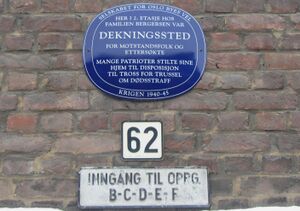 SELSKABET FOR OSLO BYES VEL
HER I 2. ETASJE HOS
FAMILIEN BERGERSEN VAR
DEKNINGSSTED
FOR MOTSTANDSFOLK OG
ETTERSØKTE
MANGE PATRIOTER STILTE SINE
HJEM TIL DISPOSISJON
TIL TROSS FOR TRUSSEL
OM DØDSSTRAFF
KRIGEN 1940-45
62
INNGANG TIL OPPG.
B-C-D-E-F